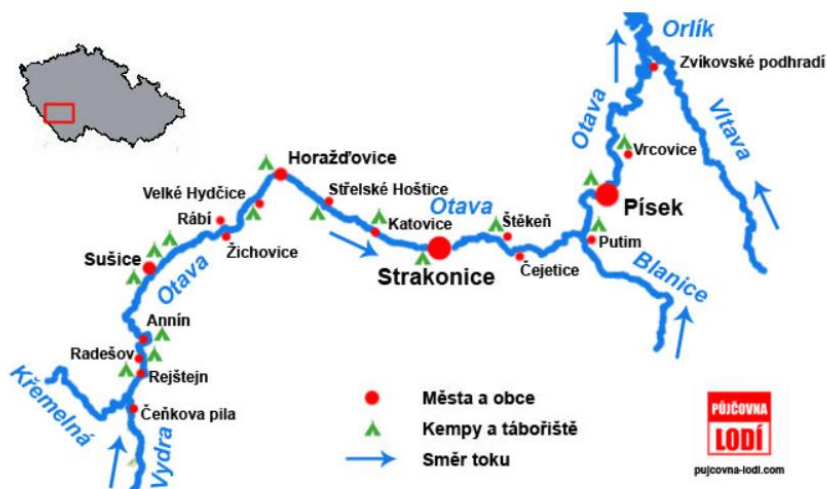 Orlík
Zvíkovské podhradí
Otava
Vltava
Vrcovice
Horažďovice
Velké Hydčice
Střelské Hoštice
Otava
Písek
Rábí
Katovice
Štěkeň
Putim
Žichovice
Sušice
Strakonice
Čejetice
Blanice
Otava
Annín
Radešov
Rejštejn
Křemelná
Čeňkova pila
Vydra
Města a obce
Kempy a tábořiště
Směr toku
PŮJČOVNA
LODÍ
pujcovna-lodi.com